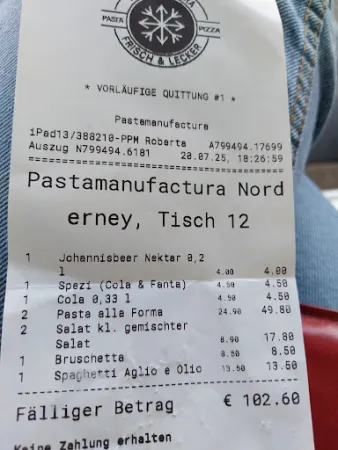 PASTA
PIZZA
FRISCH & LECKER
* VORLÄUFIGE QUITTUNG #1 *
Pastamanufactura
iPad13/388210-PPM Roberta A799494.17699
Auszug N799494.6181 20.07.25, 18:26:59
Pastamanufactura Nord
erney, Tisch 12
1 Johannisbeer Nektar 0,2
l 4.00 4.00
1 Spezi (Cola & Fanta) 4.50 4.50
1 Cola 0,33 l 4.50 4.50
2 Pasta alla Forma 24.90 49.80
2 Salat kl. gemischter
Salat 8.90 17.80
1 Bruschetta 8.50 8.50
1 Spaghetti Aglio e Olio 13.50 13.50
Fälliger Betrag € 102.60
Keine Zahlung erhalten